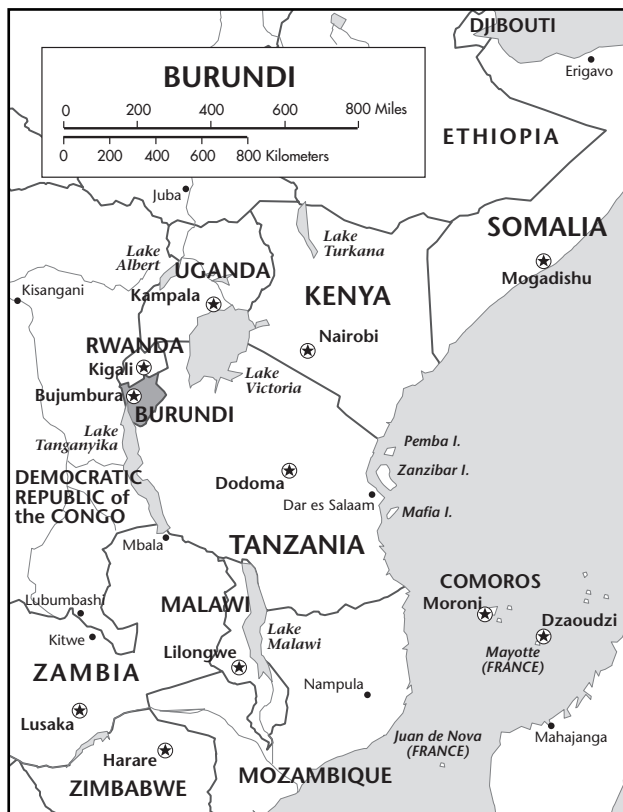 DJIBOUTI
Erigavo
BURUNDI
0 200 400 600 800 Miles
0 200 400 600 800 Kilometers
ETHIOPIA
Juba
SOMALIA
Mogadishu
Lake
Turkana
Lake
Albert
UGANDA
Kampala
KENYA
Kisangani
Nairobi
RWANDA
Kigali
Lake
Victoria
Bujumbura
BURUNDI
Lake
Tanganyika
Pemba I.
Zanzibar I.
DEMOCRATIC
REPUBLIC of
the CONGO
Dodoma
Dar es Salaam
Mafia I.
Mbala
TANZANIA
COMOROS
Moroni
Dzaoudzi
Mayotte
(FRANCE)
Lubumbashi
MALAWI
Kitwe
Lake
Malawi
Lilongwe
ZAMBIA
Nampula
Lusaka
Juan de Nova
(FRANCE)
Mahajanga
Harare
ZIMBABWE
MOZAMBIQUE